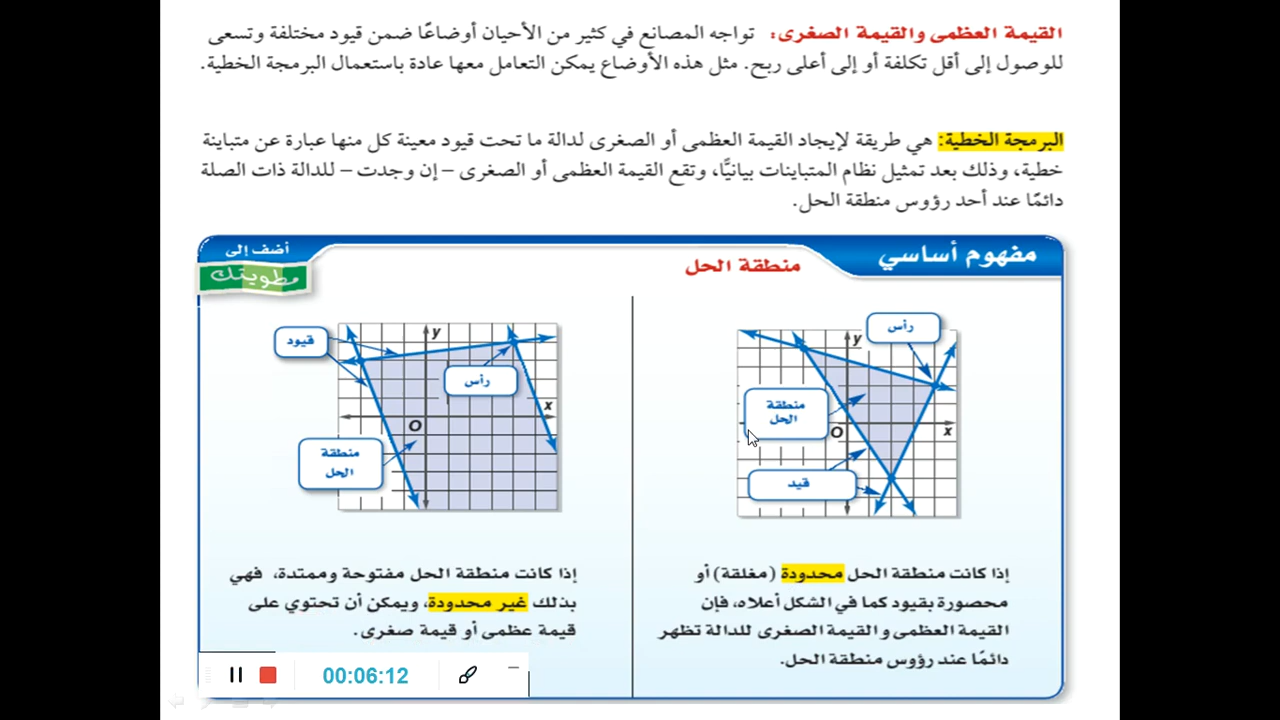 القيمة العظمى والقيمة الصغرى: تواجه المصانع في كثير من الأحيان أوضاعًا ضمن قيود مختلفة وتسعى
للوصول إلى أقل تكلفة أو إلى أعلى ربح. مثل هذه الأوضاع يمكن التعامل معها عادة باستعمال البرمجة الخطية.
البرمجة الخطية: هي طريقة لإيجاد القيمة العظمى أو الصغرى لدالة ما تحت قيود معينة كل منها عبارة عن متباينة
خطية، وذلك بعد تمثيل نظام المتباينات بيانيًّا، وتقع القيمة العظمى أو الصغرى – إن وجدت – للدالة ذات الصلة
دائمًا عند أحد رؤوس منطقة الحل.
مفهوم أساسي
منطقة الحل
أضف إلى
مطويتك
رأس
y
منطقة
الحل
O
x
قيد
إذا كانت منطقة الحل محدودة (مغلقة) أو
محصورة بقيود كما في الشكل أعلاه، فإن
القيمة العظمى والقيمة الصغرى للدالة تظهر
دائمًا عند رؤوس منطقة الحل.
قيود
y
رأس
x
O
منطقة
الحل
إذا كانت منطقة الحل مفتوحة وممتدة، فهي
بذلك غير محدودة، ويمكن أن تحتوي على
قيمة عظمى أو قيمة صغرى.
00:06:12